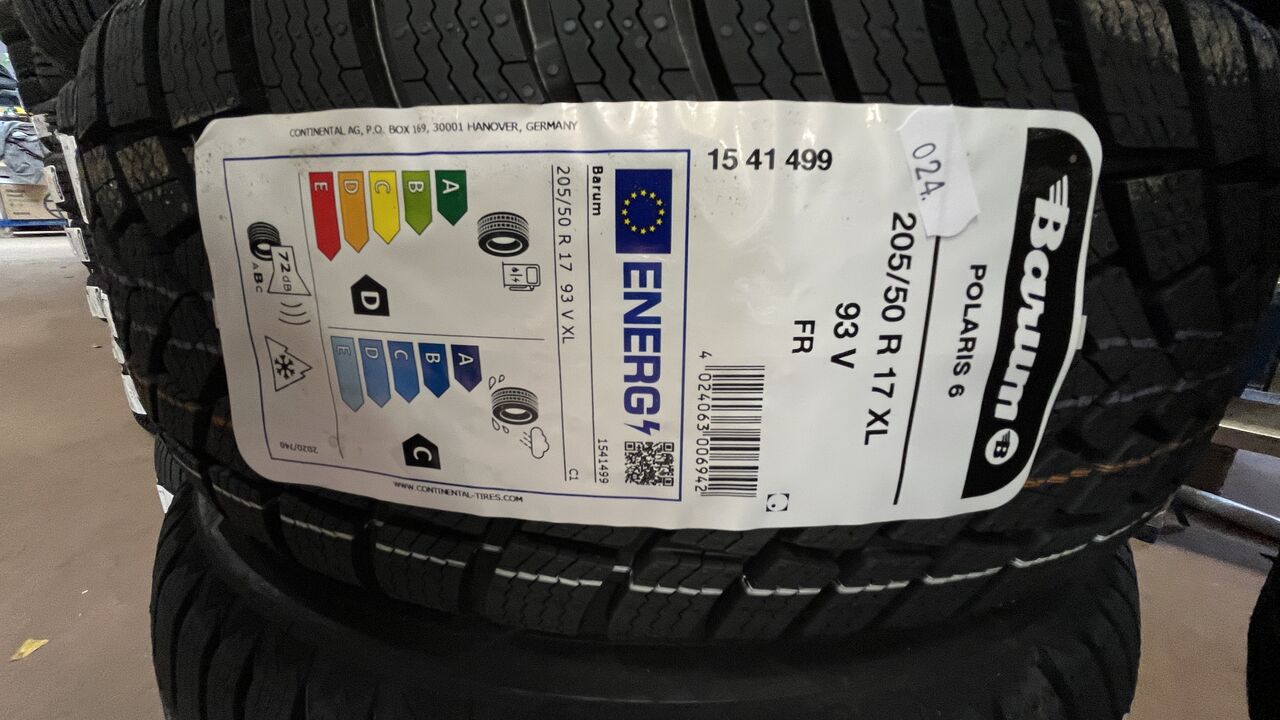 Barum B
POLARIS 6
024.
205/50 R 17 XL
93 V
FR
15 41 499
4 024063 006942
CONTINENTAL AG, P.O. BOX 169, 30001 HANOVER, GERMANY
ENERG
Barum
1541499
205/50 R 17 93 V XL
C1
A
B
C
D
E
D
A
B
C
D
E
C
72 dB
ABC
2020/740
WWW.CONTINENTAL-TIRES.COM